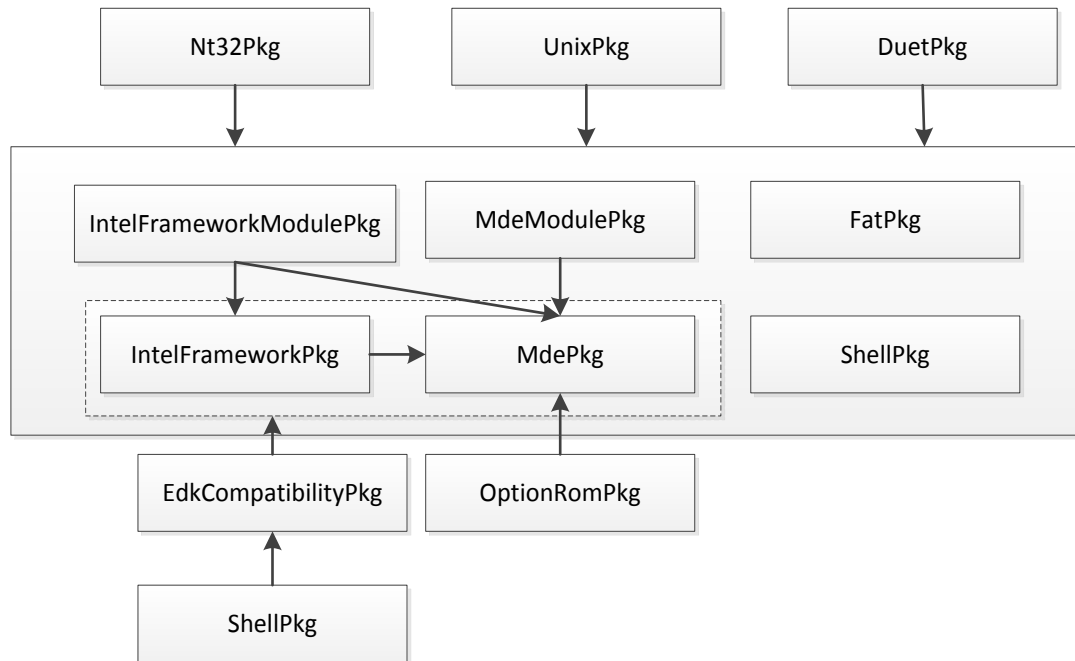 Nt32Pkg
UnixPkg
DuetPkg
IntelFrameworkModulePkg
MdeModulePkg
FatPkg
IntelFrameworkPkg
MdePkg
ShellPkg
EdkCompatibilityPkg
OptionRomPkg
ShellPkg